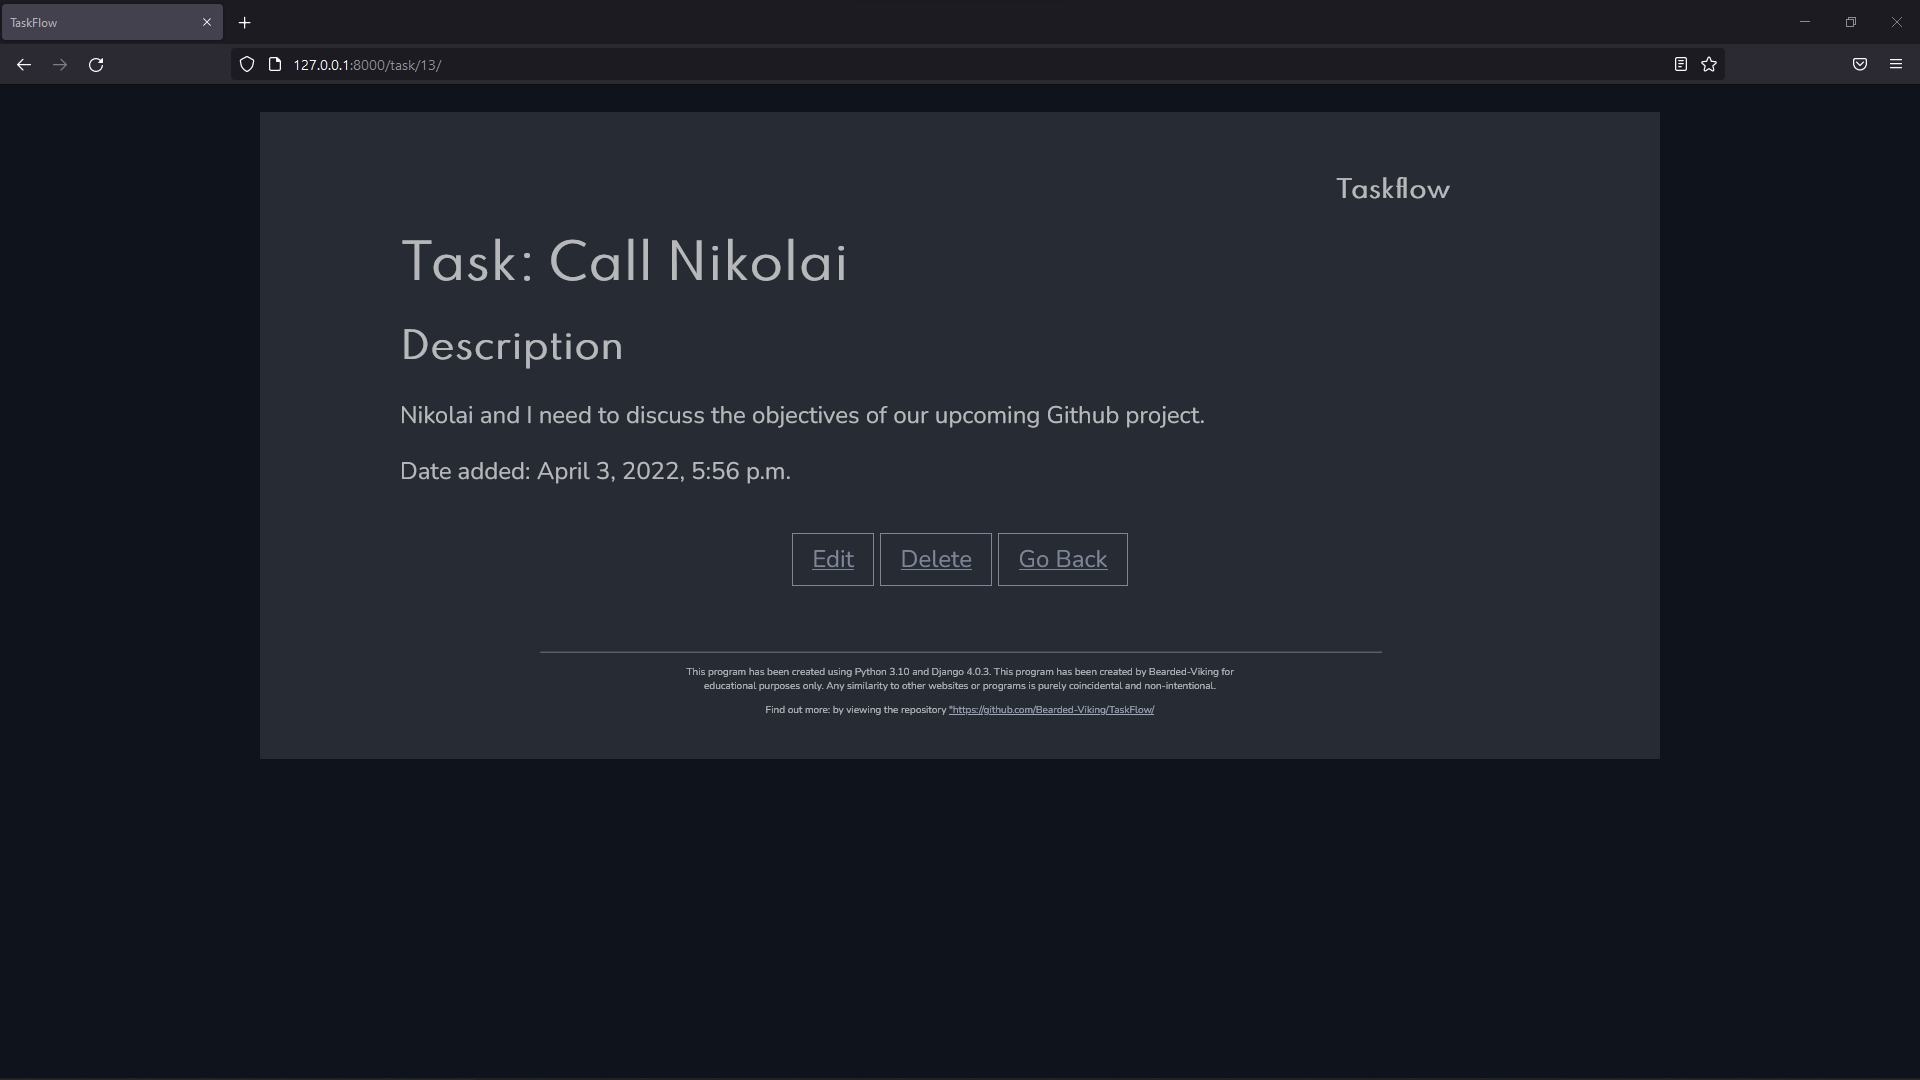 TaskFlow
127.0.0.1:8000/task/13/
Taskflow
Task: Call Nikolai
Description
Nikolai and I need to discuss the objectives of our upcoming Github project.
Date added: April 3, 2022, 5:56 p.m.
Edit Delete Go Back
This program has been created using Python 3.10 and Django 4.0.3. This program has been created by Bearded-Viking for
educational purposes only. Any similarity to other websites or programs is purely coincidental and non-intentional.
Find out more: by viewing the repository "https://github.com/Bearded-Viking/TaskFlow/